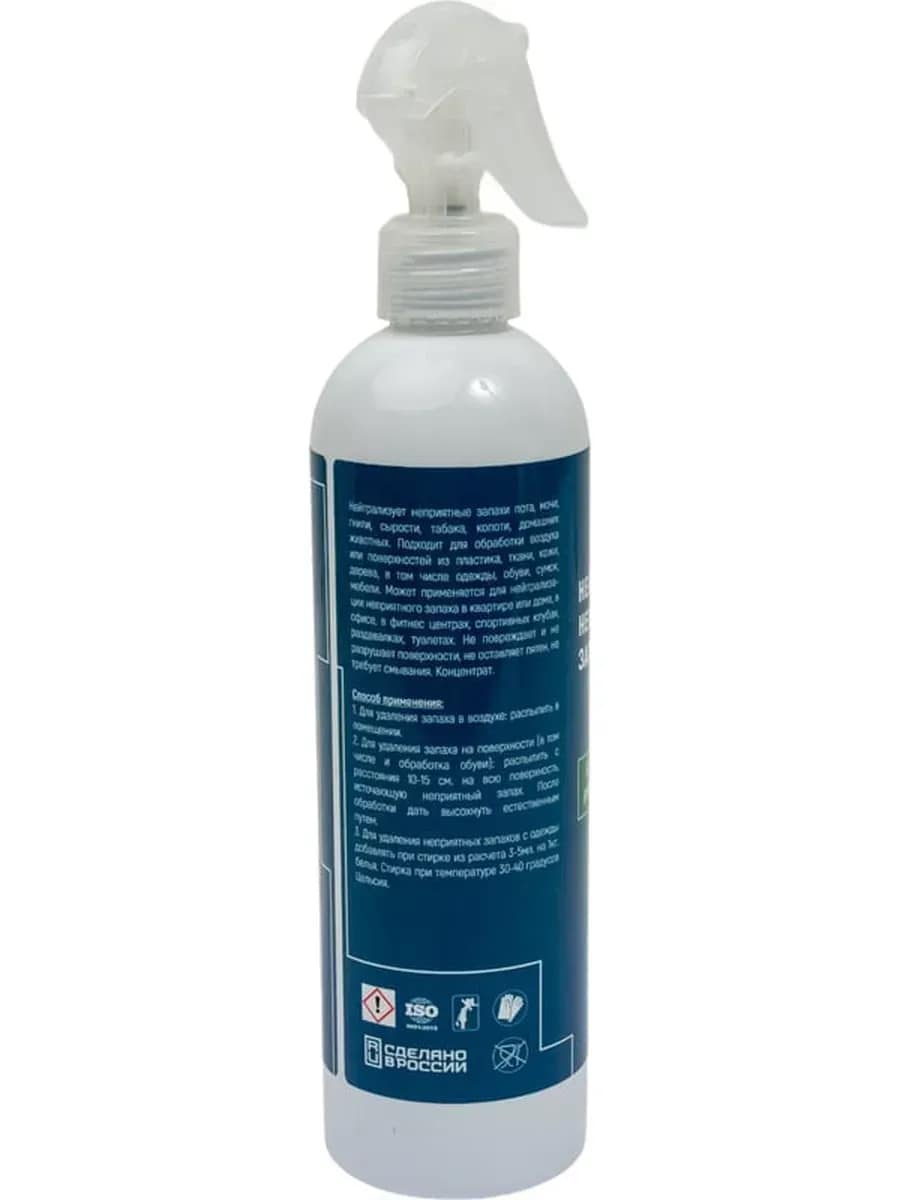 Нейтрализует неприятные запахи пота, мочи,
гнили, сырости, табака, копоти, домашних
животных. Подходит для обработки воздуха
или поверхностей из пластика, ткани, кожи,
дерева, в том числе одежды, обуви, сумок,
мебели. Может применяется для нейтрализа-
ции неприятного запаха в квартире или доме, в
офисе, в фитнес центрах, спортивных клубах,
раздевалках, туалетах. Не повреждает и не
разрушает поверхности, не оставляет пятен, не
требует смывания. Концентрат.
Способ применения:
1. Для удаления запаха в воздухе: распылить в
помещении.
2. Для удаления запаха на поверхности (в том
числе и обработка обуви): распылить с
расстояния 10-15 см. на всю поверхность,
источающую неприятный запах. После
обработки дать высохнуть естественным
путем.
3. Для удаления неприятных запахов с одежды
добавлять при стирке из расчета 3-5мл. на 1кг.
белья. Стирка при температуре 30-40 градусов
Цельсия.
НЕ
ЗА
ISO
СДЕЛАНО
В РОССИИ